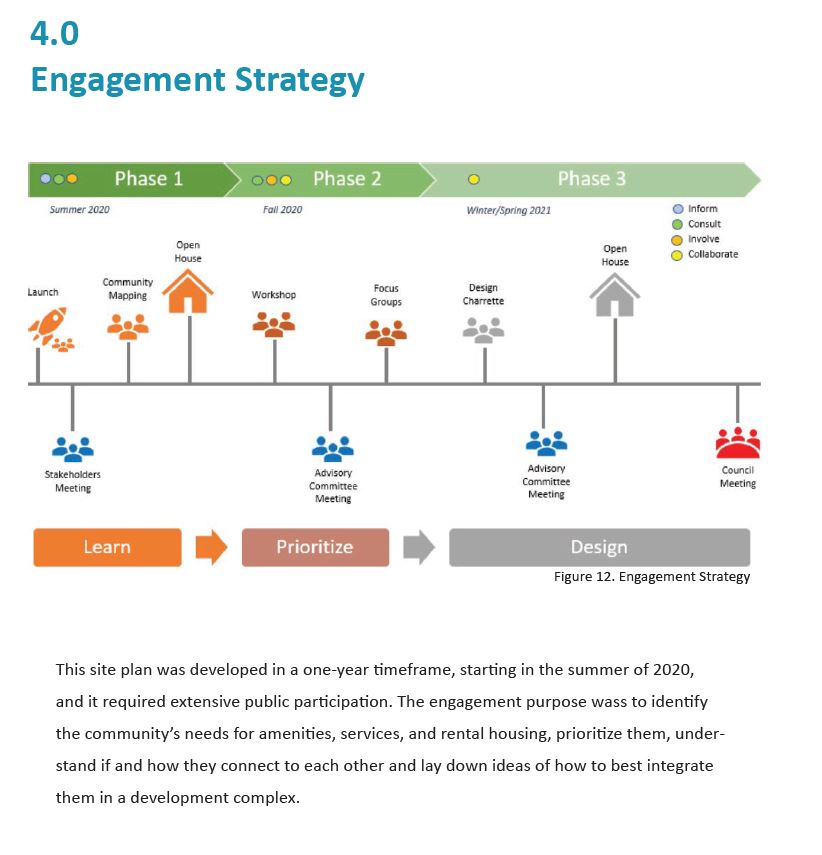 4.0
Engagement Strategy
Phase 1
Phase 2
Phase 3
Summer 2020
Fall 2020
Winter/Spring 2021
Inform
Consult
Involve
Collaborate
Launch
Community
Mapping
Open
House
Workshop
Focus
Groups
Design
Charrette
Open
House
Stakeholders
Meeting
Advisory
Committee
Meeting
Advisory
Committee
Meeting
Council
Meeting
Learn
Prioritize
Design
Figure 12. Engagement Strategy
This site plan was developed in a one-year timeframe, starting in the summer of 2020,
and it required extensive public participation. The engagement purpose wass to identify
the community’s needs for amenities, services, and rental housing, prioritize them, under-
stand if and how they connect to each other and lay down ideas of how to best integrate
them in a development complex.